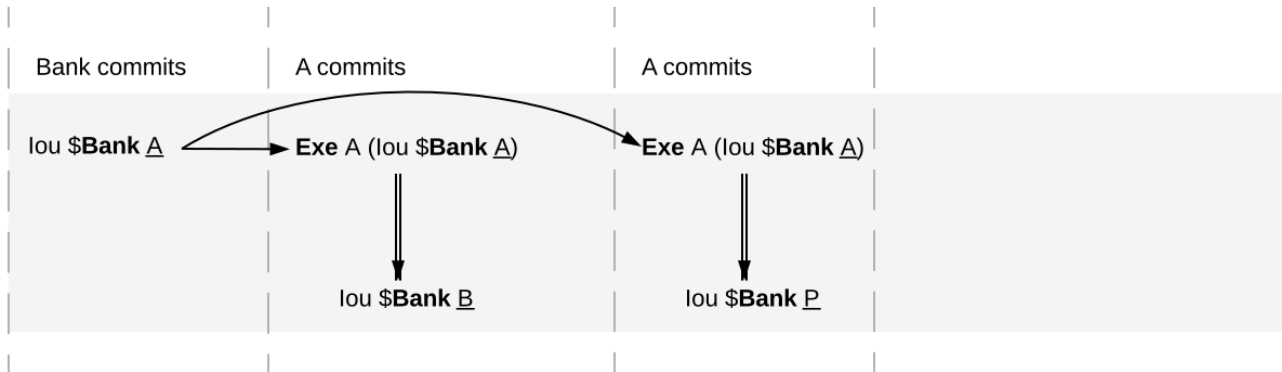 Bank commits A commits A commits
Iou $Bank A Exe A (Iou $Bank A) Exe A (Iou $Bank A)
Iou $Bank B Iou $Bank P